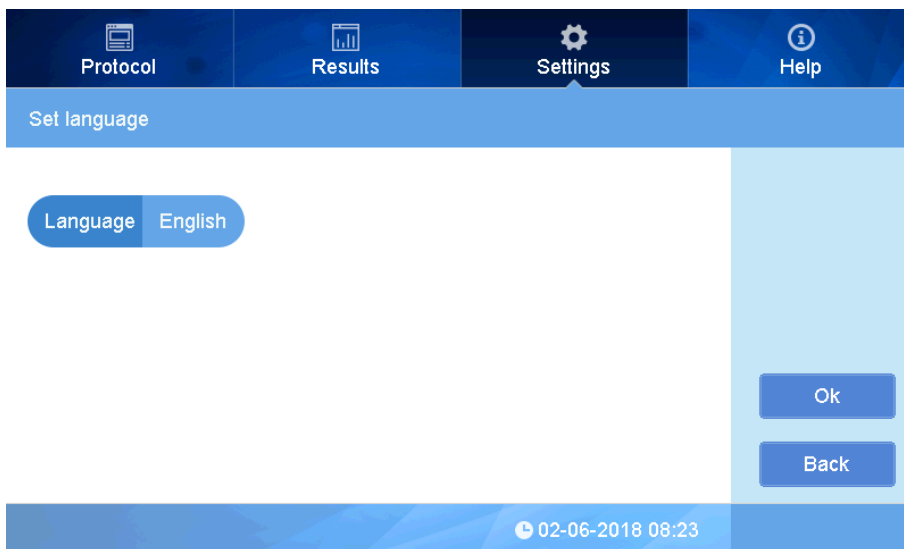 Protocol
Results
Settings
Help
Set language
Language English
Ok
Back
02-06-2018 08:23